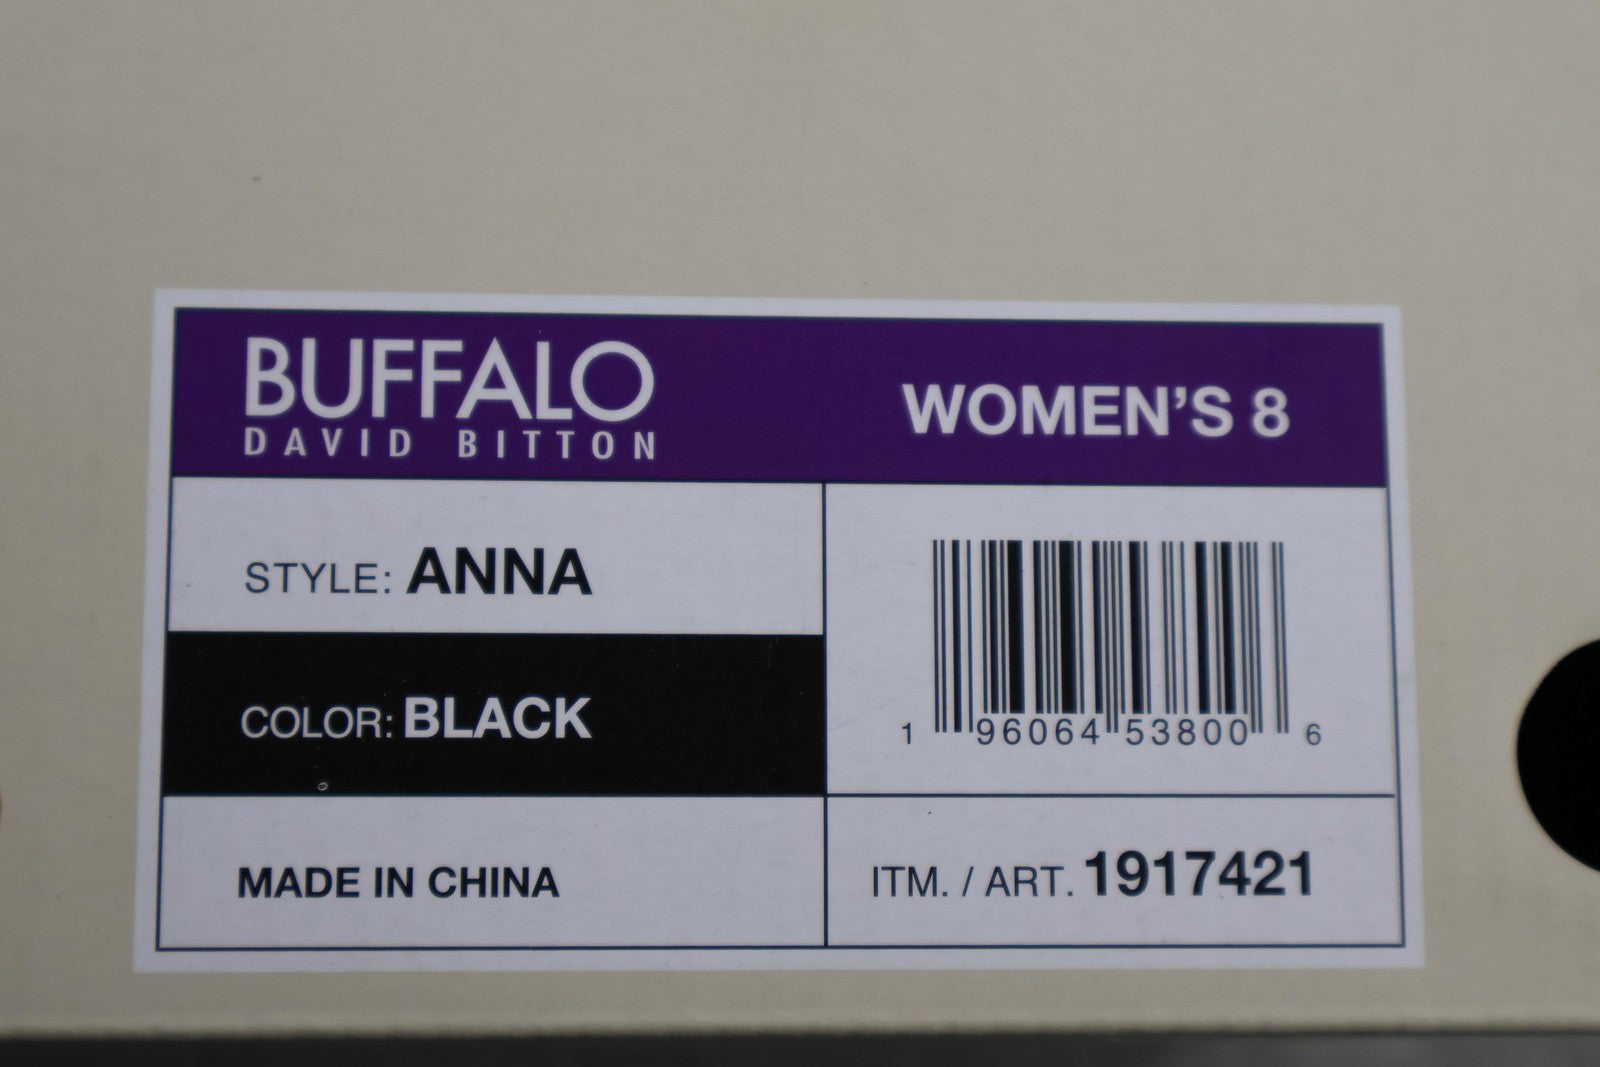 BUFFALO
DAVID BITTON
WOMEN'S 8
STYLE: ANNA
COLOR: BLACK
1 96064 53800 6
MADE IN CHINA
ITM. / ART. 1917421